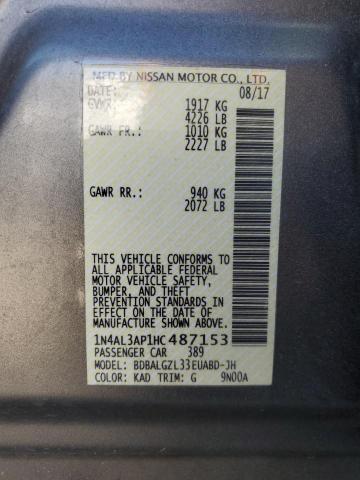 MFD BY NISSAN MOTOR CO., LTD.
DATE: 08/17
GVWR: 1917 KG
4226 LB
GAWR FR.: 1010 KG
2227 LB
GAWR RR.: 940 KG
2072 LB
THIS VEHICLE CONFORMS TO
ALL APPLICABLE FEDERAL
MOTOR VEHICLE SAFETY,
BUMPER, AND THEFT
PREVENTION STANDARDS IN
EFFECT ON THE DATE OF
MANUFACTURE SHOWN ABOVE.
1N4AL3AP1HC487153
PASSENGER CAR 389
MODEL: BDBALGZL33EUABD-JH
COLOR: KAD TRIM: G 9N00A